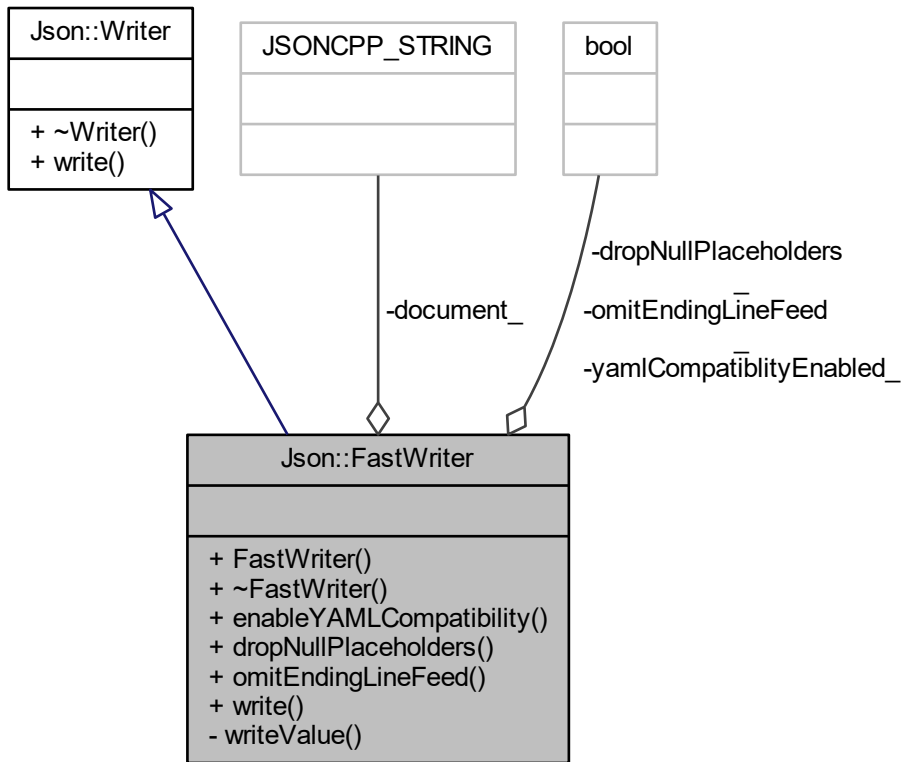 Json::Writer
+ ~Writer()
+ write()
JSONCPP_STRING
bool
-document_
-dropNullPlaceholders
_
-omitEndingLineFeed
_
-yamlCompatiblityEnabled_
Json::FastWriter
+ FastWriter()
+ ~FastWriter()
+ enableYAMLCompatibility()
+ dropNullPlaceholders()
+ omitEndingLineFeed()
+ write()
- writeValue()